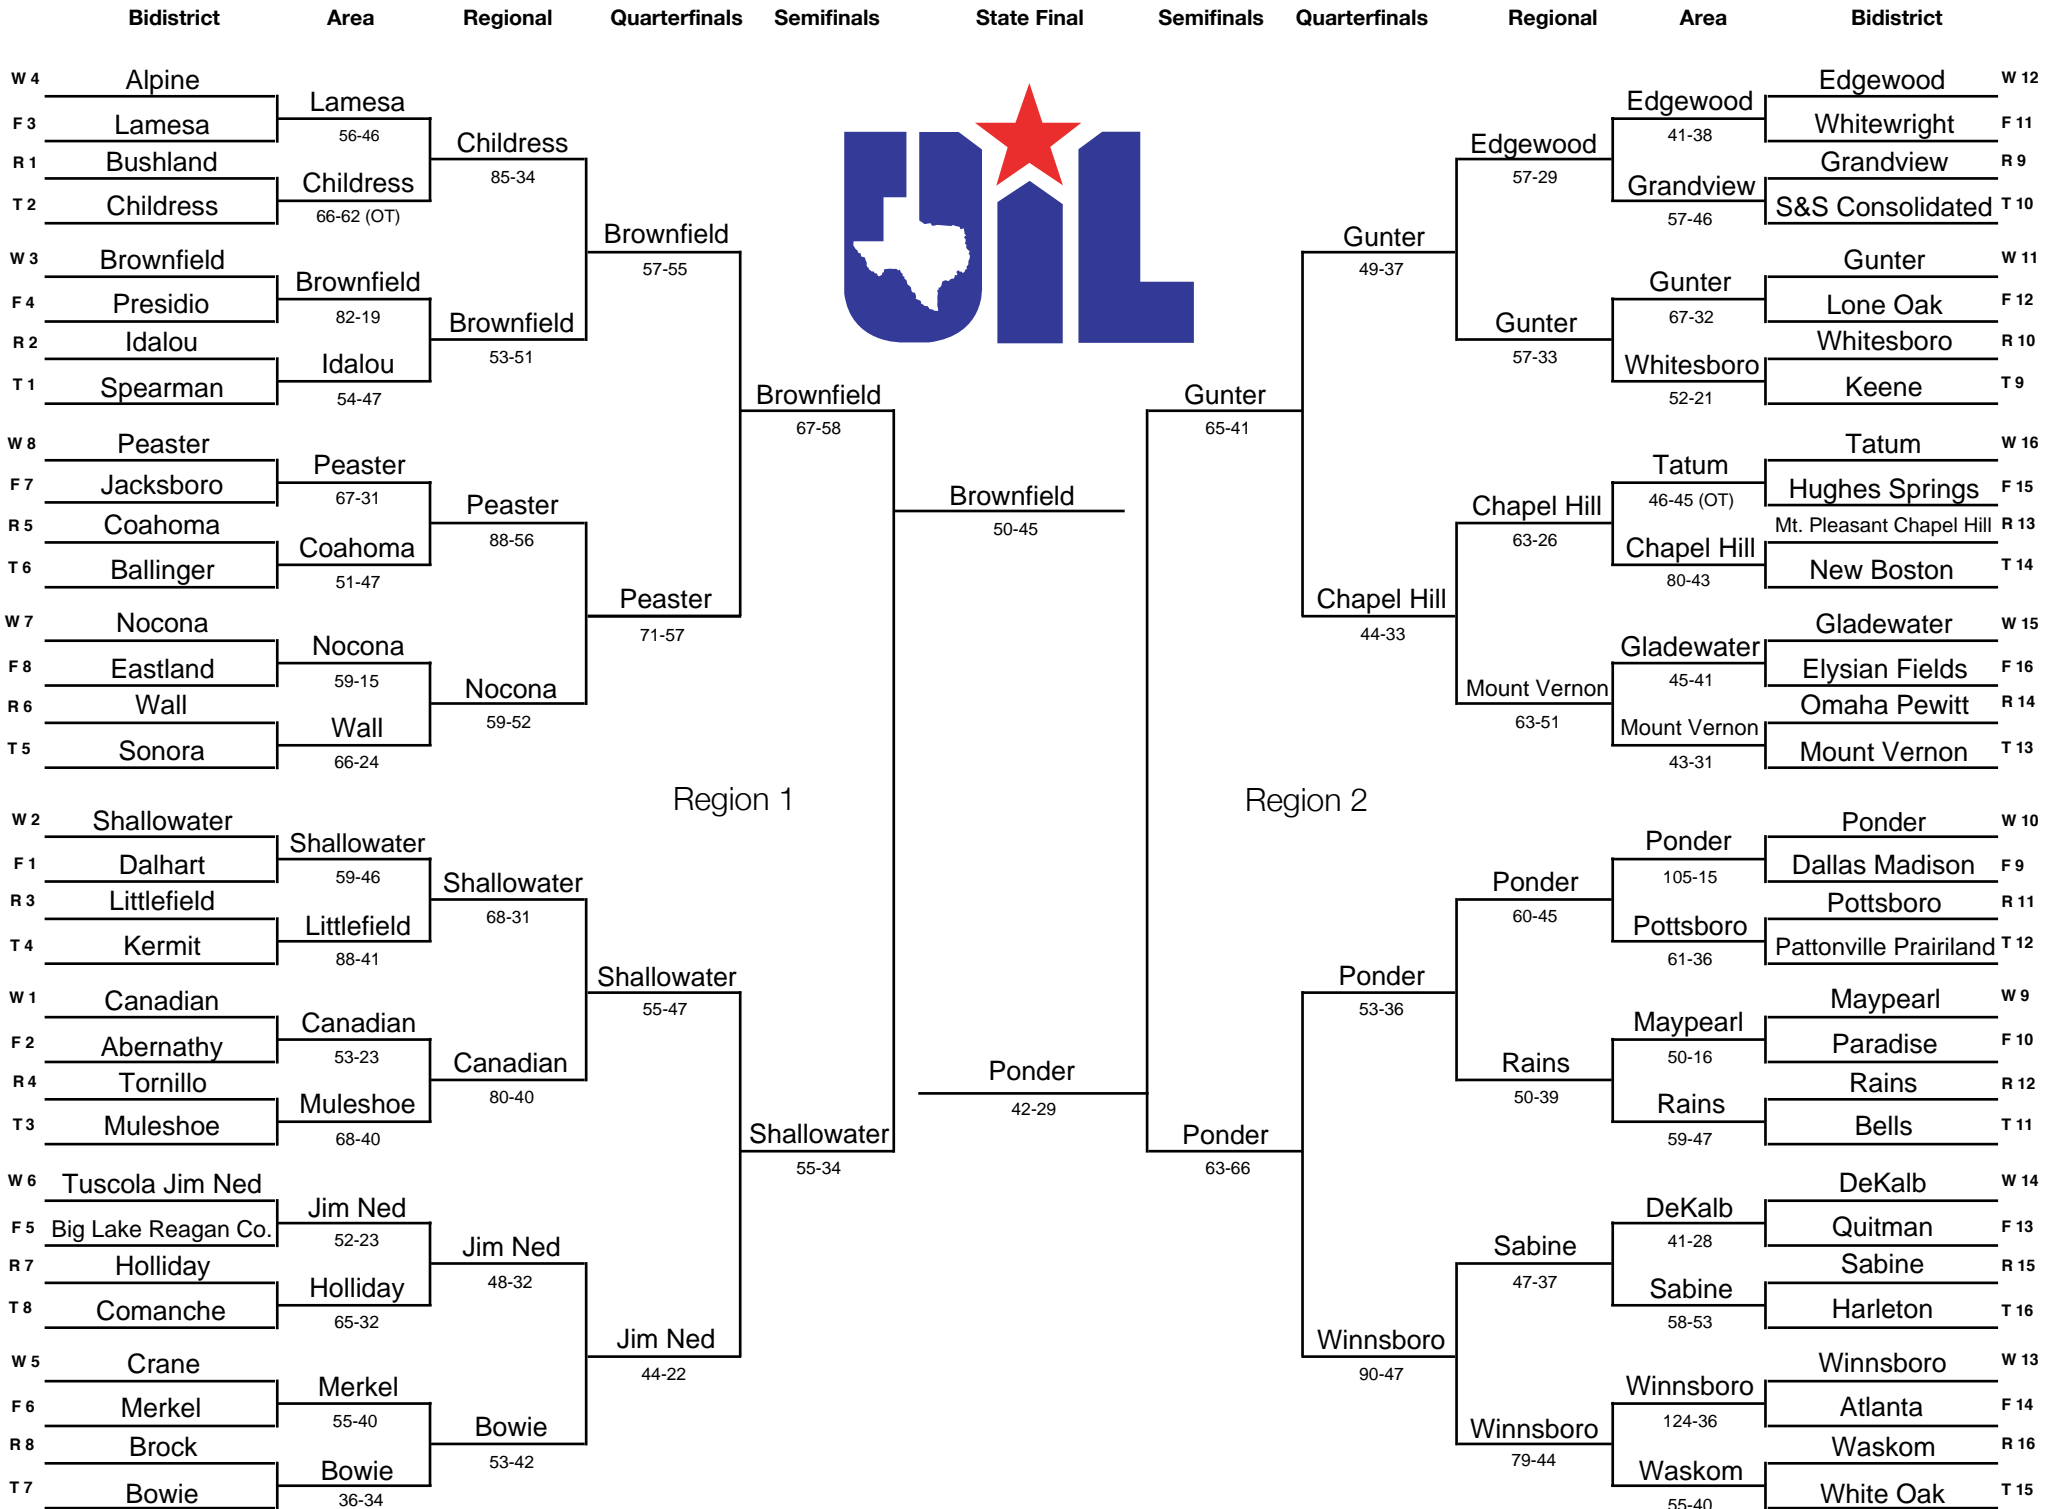 Bidistrict Area Regional Quarterfinals Semifinals State Final Semifinals Quarterfinals Regional Area Bidistrict
W 4 Alpine
F 3 Lamesa
R 1 Bushland
T 2 Childress
W 3 Brownfield
F 4 Presidio
R 2 Idalou
T 1 Spearman
W 8 Peaster
F 7 Jacksboro
R 5 Coahoma
T 6 Ballinger
W 7 Nocona
F 8 Eastland
R 6 Wall
T 5 Sonora
W 2 Shallowater
F 1 Dalhart
R 3 Littlefield
T 4 Kermit
W 1 Canadian
F 2 Abernathy
R 4 Tornillo
T 3 Muleshoe
W 6 Tuscola Jim Ned
F 5 Big Lake Reagan Co.
R 7 Holliday
T 8 Comanche
W 5 Crane
F 6 Merkel
R 8 Brock
T 7 Bowie
Lamesa
56-46
Childress
66-62 (OT)
Brownfield
82-19
Idalou
54-47
Peaster
67-31
Coahoma
51-47
Nocona
59-15
Wall
66-24
Shallowater
59-46
Littlefield
88-41
Canadian
53-23
Muleshoe
68-40
Jim Ned
52-23
Holliday
65-32
Merkel
55-40
Bowie
36-34
Childress
85-34
Brownfield
53-51
Peaster
88-56
Nocona
59-52
Shallowater
68-31
Canadian
80-40
Jim Ned
48-32
Bowie
53-42
Brownfield
57-55
Peaster
71-57
Region 1
Shallowater
55-47
Jim Ned
44-22
Brownfield
67-58
Shallowater
55-34
UIL
Brownfield
50-45
Ponder
42-29
Gunter
65-41
Ponder
63-66
Gunter
49-37
Chapel Hill
44-33
Region 2
Ponder
53-36
Winnsboro
90-47
Edgewood
57-29
Gunter
57-33
Chapel Hill
63-26
Mount Vernon
63-51
Ponder
60-45
Rains
50-39
Sabine
47-37
Winnsboro
79-44
Edgewood
41-38
Grandview
57-46
Gunter
67-32
Whitesboro
52-21
Tatum
46-45 (OT)
Chapel Hill
80-43
Gladewater
45-41
Mount Vernon
43-31
Ponder
105-15
Pottsboro
61-36
Maypearl
50-16
Rains
59-47
DeKalb
41-28
Sabine
58-53
Winnsboro
124-36
Waskom
55-40
Edgewood W 12
Whitewright F 11
Grandview R 9
S&S Consolidated T 10
Gunter W 11
Lone Oak F 12
Whitesboro R 10
Keene T 9
Tatum W 16
Hughes Springs F 15
Mt. Pleasant Chapel Hill R 13
New Boston T 14
Gladewater W 15
Elysian Fields F 16
Omaha Pewitt R 14
Mount Vernon T 13
Ponder W 10
Dallas Madison F 9
Pottsboro R 11
Pattonville Prairiland T 12
Maypearl W 9
Paradise F 10
Rains R 12
Bells T 11
DeKalb W 14
Quitman F 13
Sabine R 15
Harleton T 16
Winnsboro W 13
Atlanta F 14
Waskom R 16
White Oak T 15